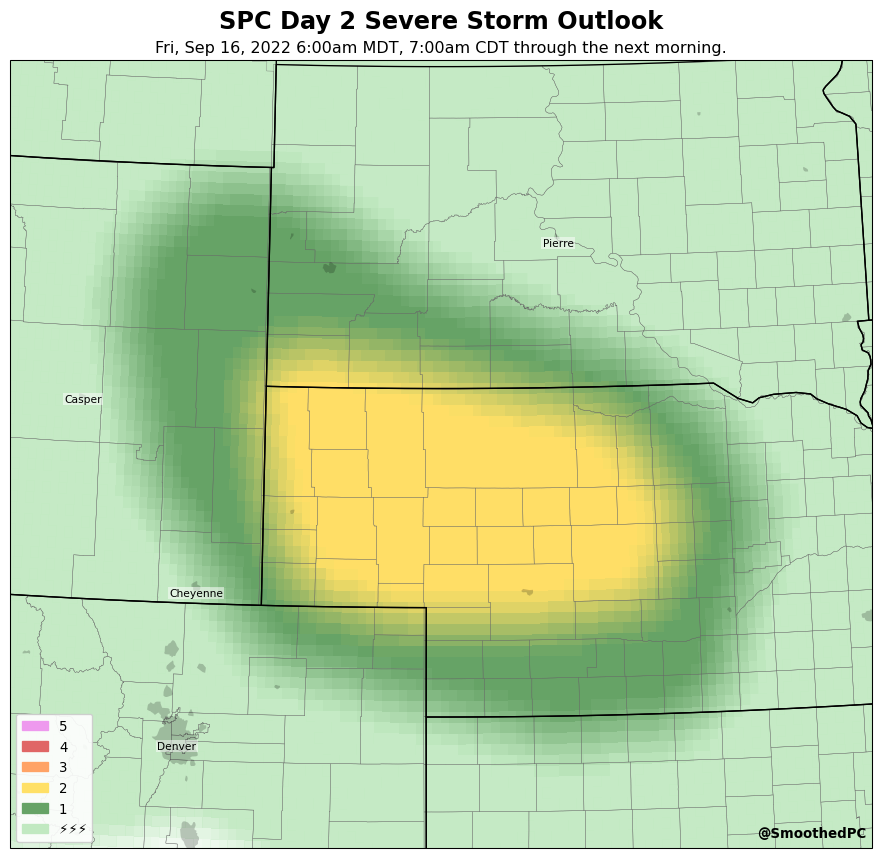 SPC Day 2 Severe Storm Outlook
Fri, Sep 16, 2022 6:00am MDT, 7:00am CDT through the next morning.
Pierre
Casper
Cheyenne
Denver
5
4
3
2
1
⚡⚡⚡
@SmoothedPC